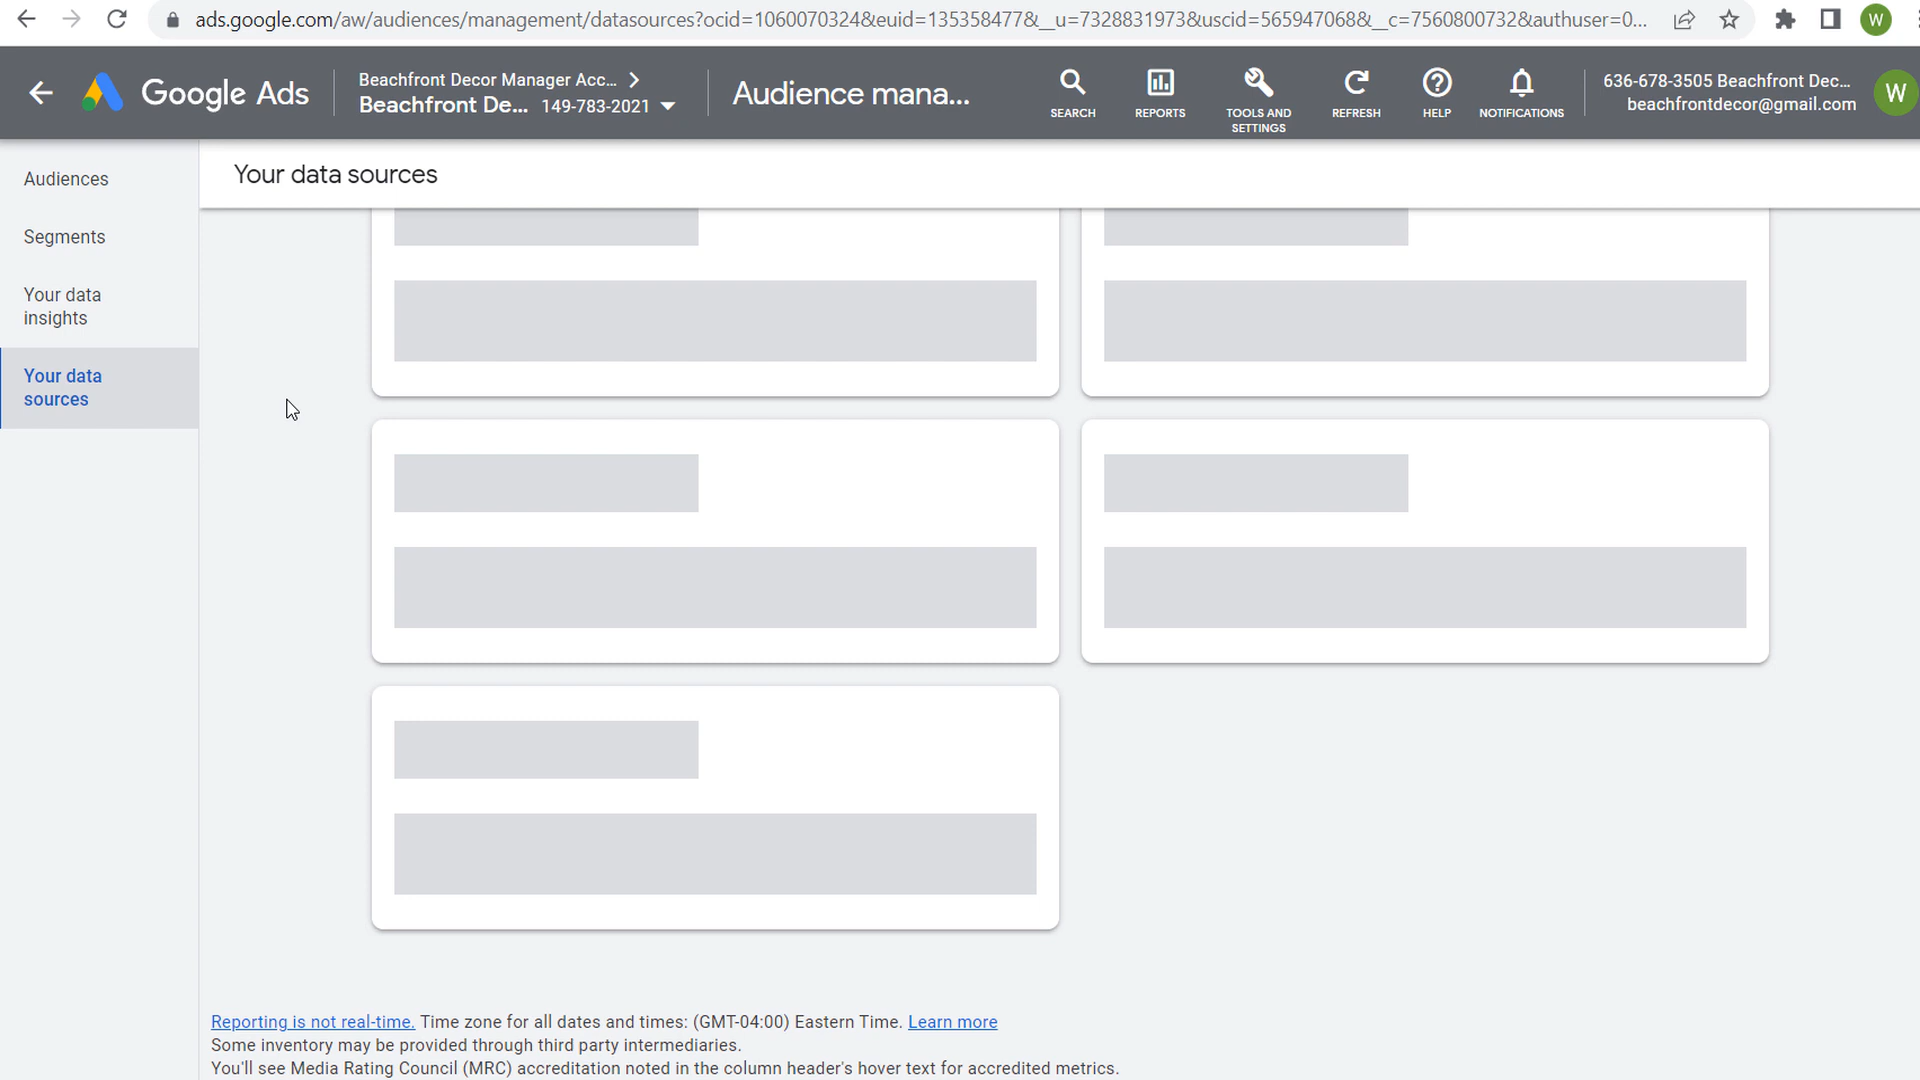 ads.google.com/aw/audiences/management/datasources?ocid=1060070324&euid=135358477&__u=7328831973&uscid=565947068&__c=7560800732&authuser=0...
W
Google Ads
Beachfront Decor Manager Acc...
Beachfront De... 149-783-2021
Audience mana...
SEARCH
REPORTS
TOOLS AND
SETTINGS
REFRESH
HELP
NOTIFICATIONS
636-678-3505 Beachfront Dec...
beachfrontdecor@gmail.com
W
Audiences
Segments
Your data
insights
Your data
sources
Your data sources
Reporting is not real-time. Time zone for all dates and times: (GMT-04:00) Eastern Time. Learn more
Some inventory may be provided through third party intermediaries.
You'll see Media Rating Council (MRC) accreditation noted in the column header's hover text for accredited metrics.